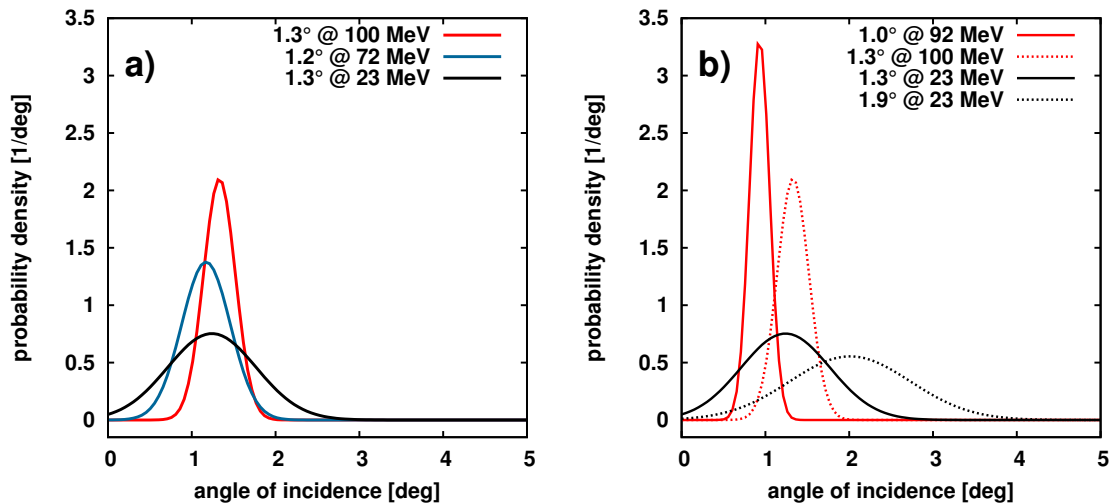 a)
1.3° @ 100 MeV
1.2° @ 72 MeV
1.3° @ 23 MeV
probability density [1/deg]
3.5
3
2.5
2
1.5
1
0.5
0
0 1 2 3 4 5
angle of incidence [deg]
b)
1.0° @ 92 MeV
1.3° @ 100 MeV
1.3° @ 23 MeV
1.9° @ 23 MeV
probability density [1/deg]
3.5
3
2.5
2
1.5
1
0.5
0
0 1 2 3 4 5
angle of incidence [deg]